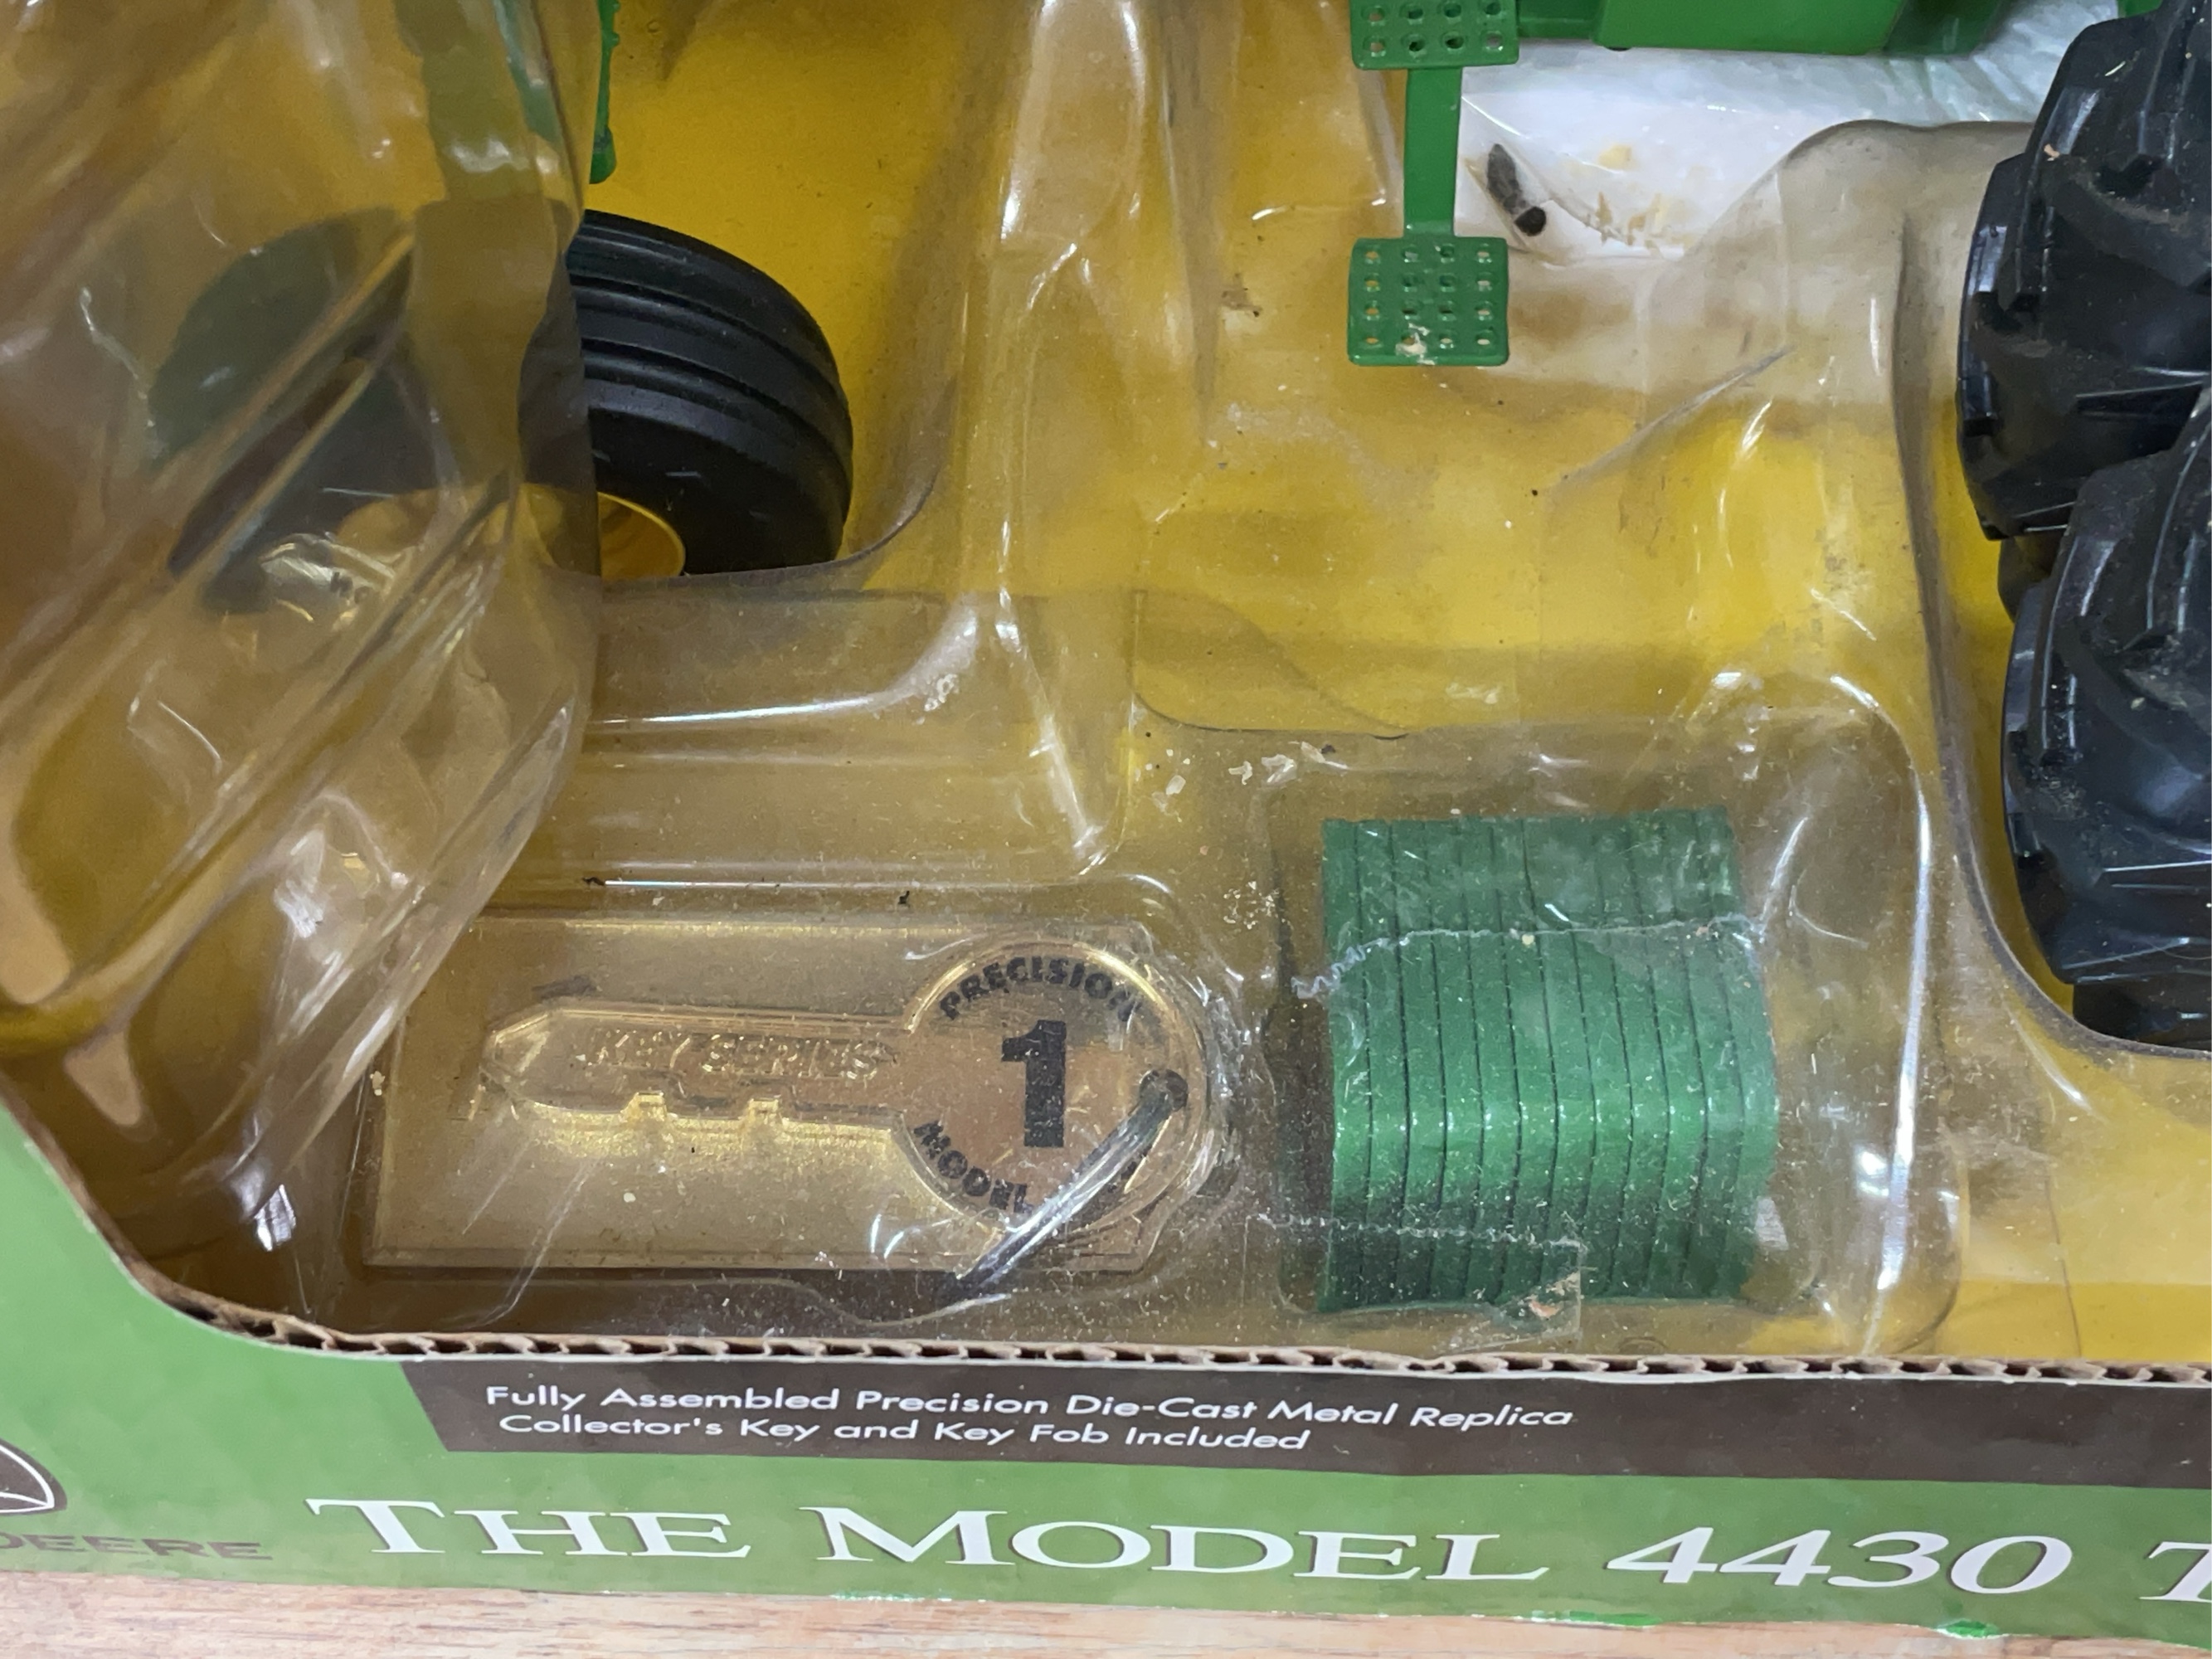 PRECISION
KEY SERIES
1
MODEL
Fully Assembled Precision Die-Cast Metal Replica
Collector's Key and Key Fob Included
DEERE
THE MODEL 4430 T